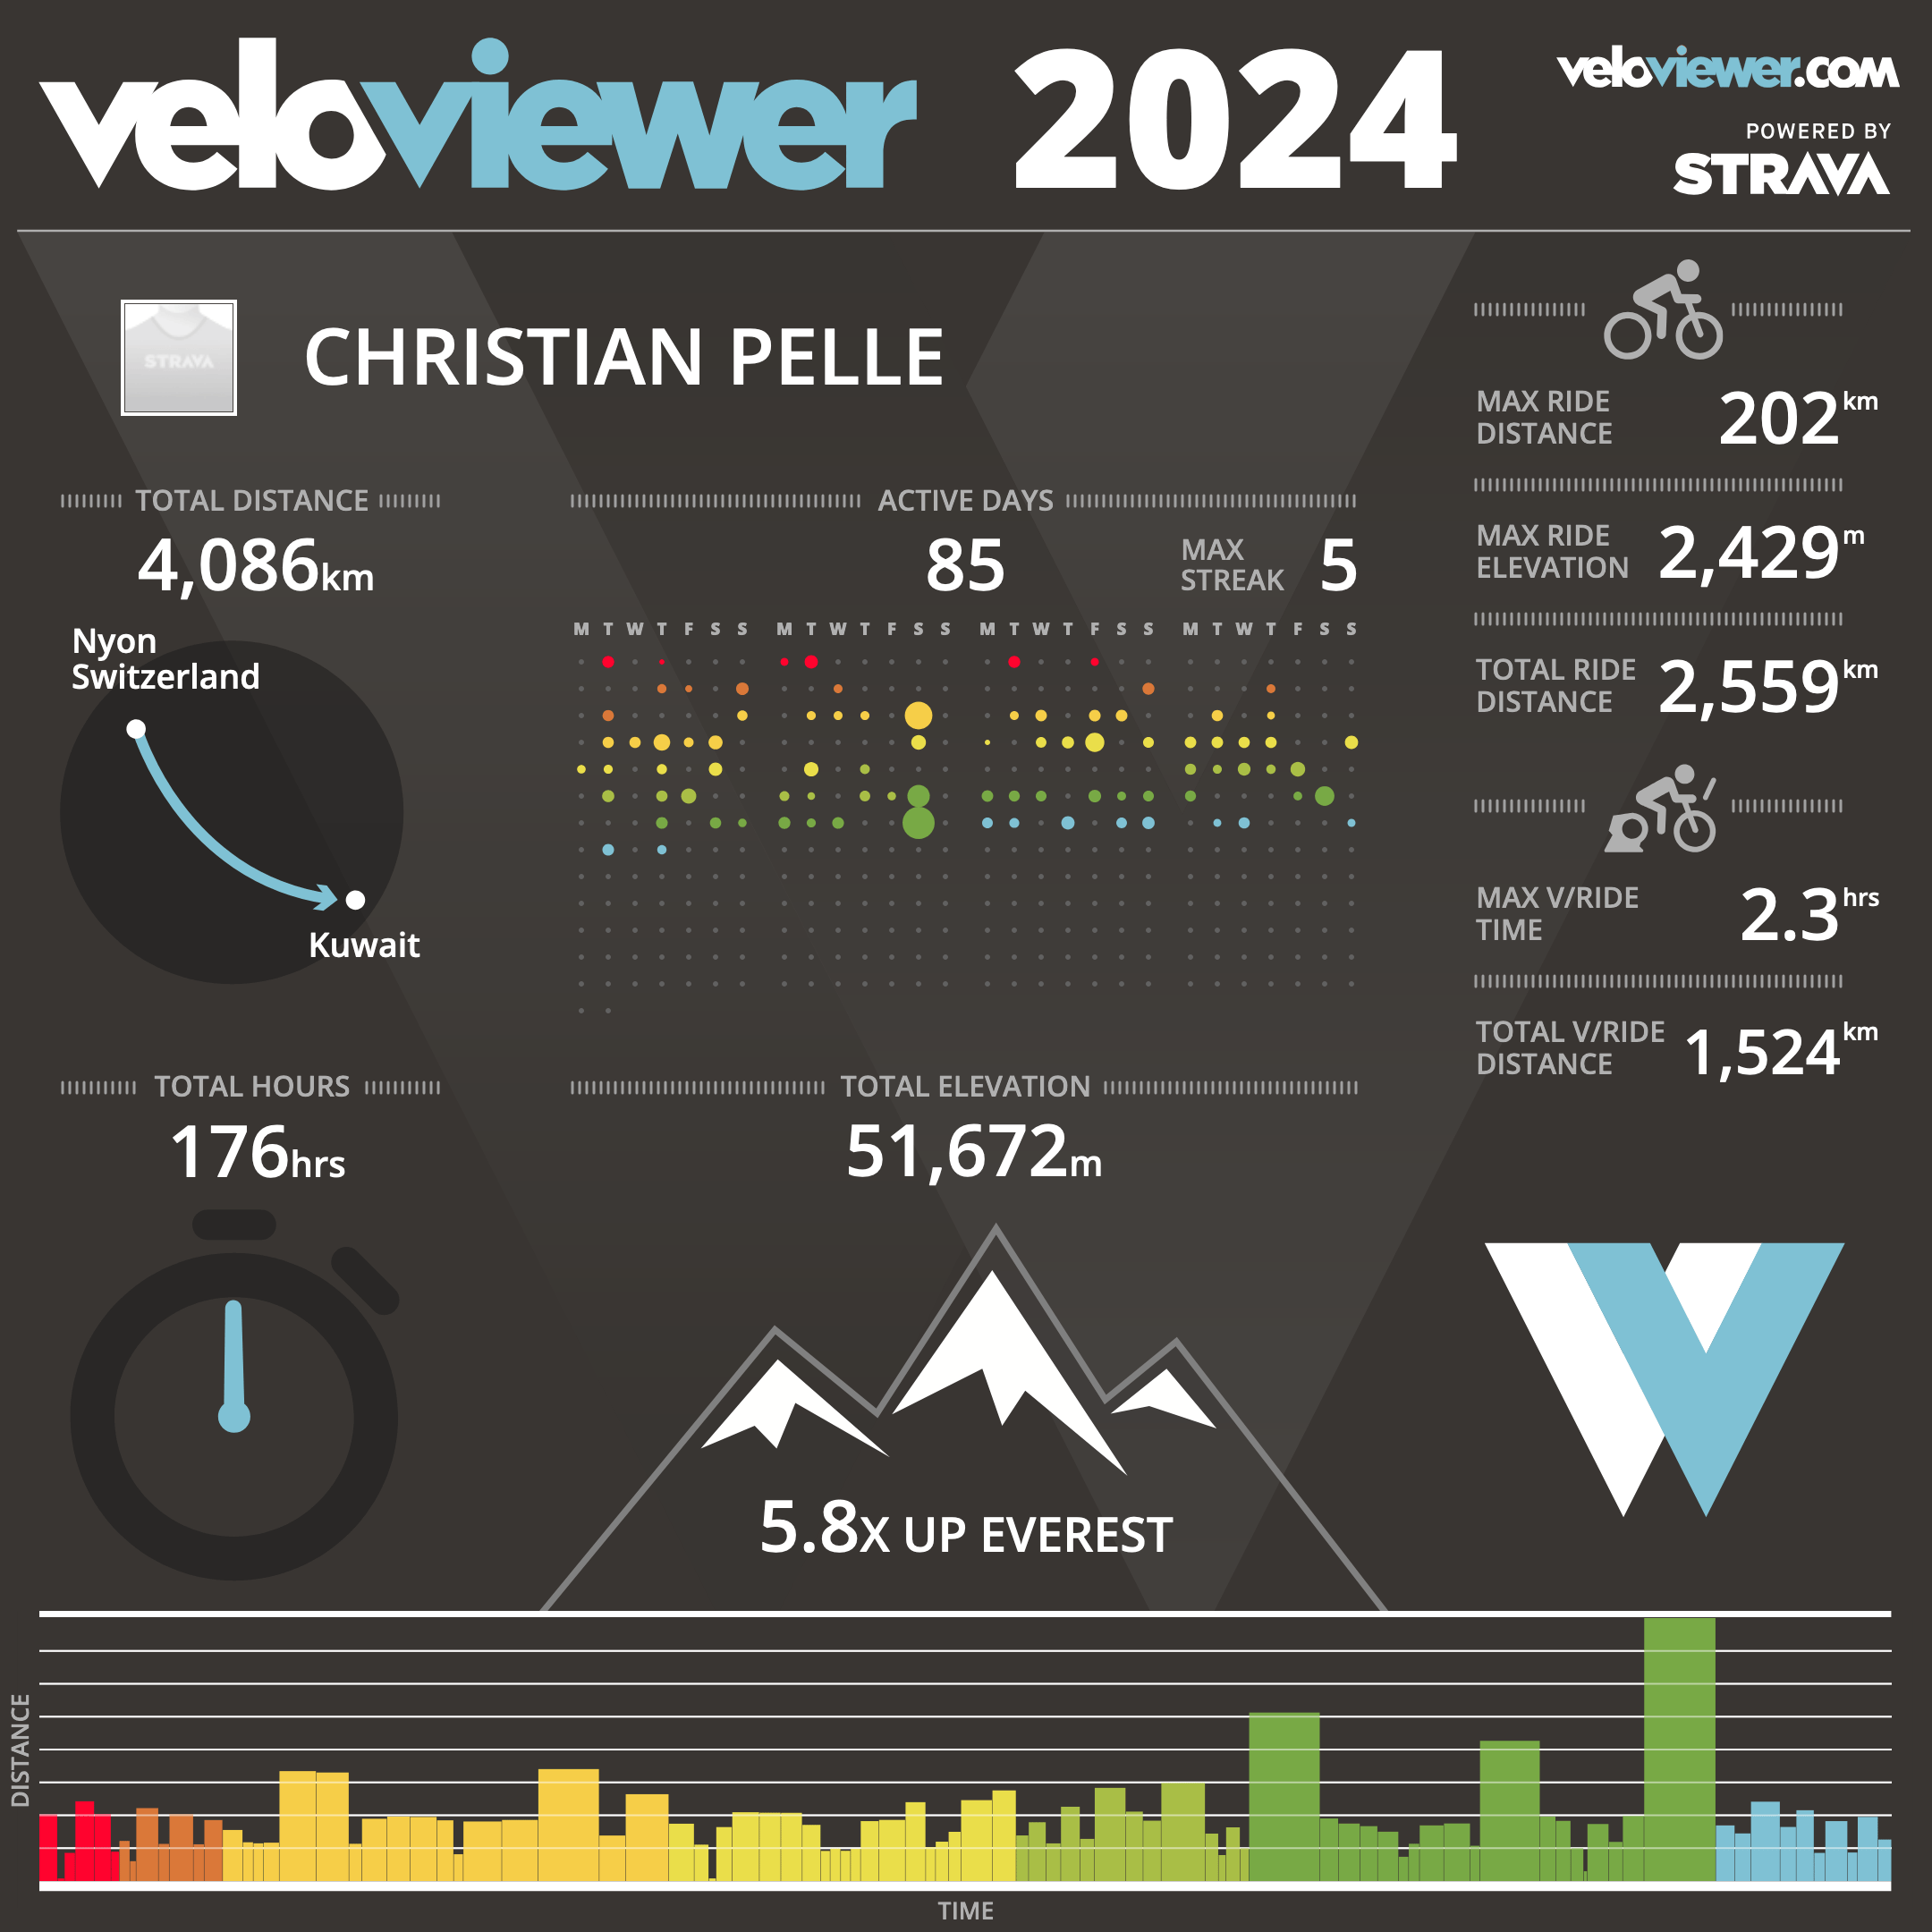 veloviewer 2024
veloviewer.com
POWERED BY
STRAVA
STRAVA
CHRISTIAN PELLE
TOTAL DISTANCE
4,086km
Nyon
Switzerland
Kuwait
ACTIVE DAYS
85
MAX
STREAK
5
M T W T F S S M T W T F S S M T W T F S S M T W T F S S
MAX RIDE
DISTANCE
202km
MAX RIDE
ELEVATION
2,429m
TOTAL RIDE
DISTANCE
2,559km
MAX V/RIDE
TIME
2.3hrs
TOTAL V/RIDE
DISTANCE
1,524km
TOTAL HOURS
176hrs
TOTAL ELEVATION
51,672m
5.8X UP EVEREST
DISTANCE
TIME